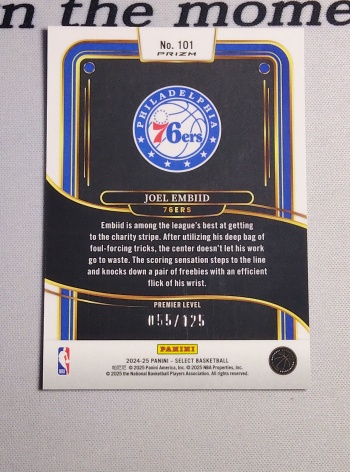 n the mome
No. 101
PRIZM
PHILADELPHIA
76ers
JOEL EMBIID
76ERS
Embiid is among the league's best at getting
to the charity stripe. After utilizing his deep bag of
foul-forcing tricks, the center doesn't let his work
go to waste. The scoring sensation steps to the line
and knocks down a pair of freebies with an efficient
flick of his wrist.
PREMIER LEVEL
055/125
PANINI
2024-25 PANINI – SELECT BASKETBALL
© 2025 Panini America, Inc. © 2025 NBA Properties, Inc.
© 2025 the National Basketball Players Association. All rights reserved.